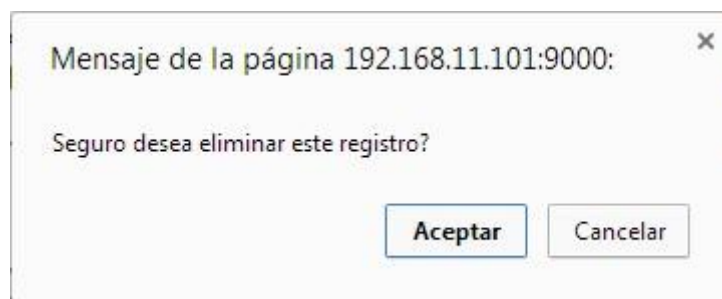 Mensaje de la página 192.168.11.101:9000:
Seguro desea eliminar este registro?
Aceptar Cancelar